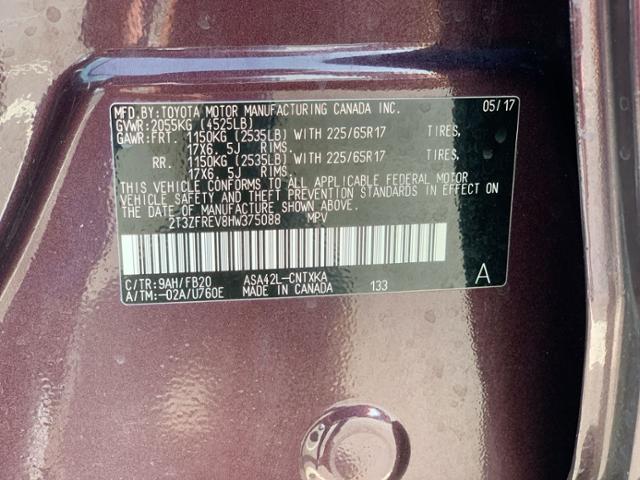 MFD.BY:TOYOTA MOTOR MANUFACTURING CANADA INC. 05/17
GVWR:2055KG (4525LB)
GAWR:FRT. 1150KG (2535LB) WITH 225/65R17 TIRES,
17X6.5J RIMS.
RR. 1150KG (2535LB) WITH 225/65R17 TIRES,
17X6.5J RIMS.
THIS VEHICLE CONFORMS TO ALL APPLICABLE FEDERAL MOTOR
VEHICLE SAFETY AND THEFT PREVENTION STANDARDS IN EFFECT ON
THE DATE OF MANUFACTURE SHOWN ABOVE.
2T3ZFREV8HW375088 MPV
C/TR:9AH/FB20 ASA42L-CNTXKA
A/TM:-02A/U760E MADE IN CANADA 133 A